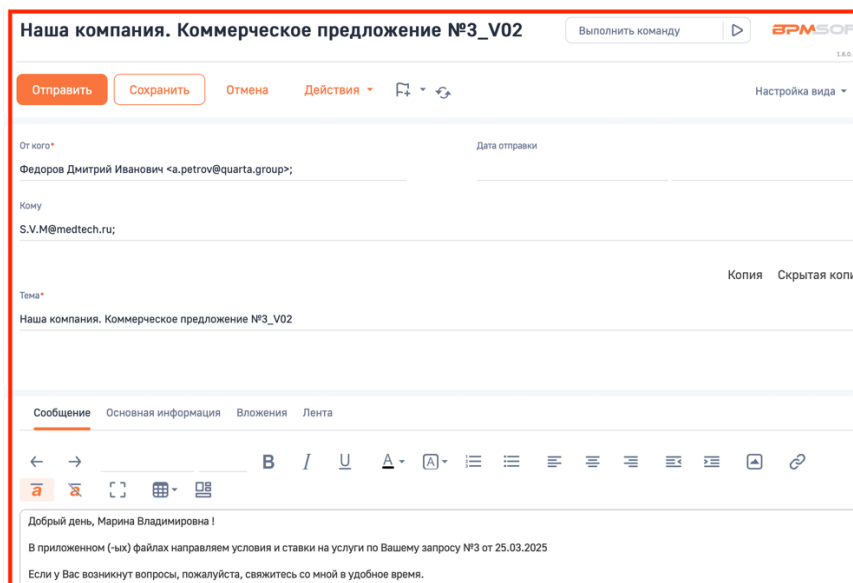 Наша компания. Коммерческое предложение №3_V02
Выполнить команду
BPMSOF
Отправить
Сохранить
Отмена
Действия
Настройка вида
От кого*
Дата отправки
Федоров Дмитрий Иванович <a.petrov@quarta.group>;
Кому
S.V.M@medtech.ru;
Копия Скрытая копи
Тема*
Наша компания. Коммерческое предложение №3_V02
Сообщение Основная информация Вложения Лента
B I U A A
a a
Добрый день, Марина Владимировна !
В приложенном (-ых) файлах направляем условия и ставки на услуги по Вашему запросу №3 от 25.03.2025
Если у Вас возникнут вопросы, пожалуйста, свяжитесь со мной в удобное время.